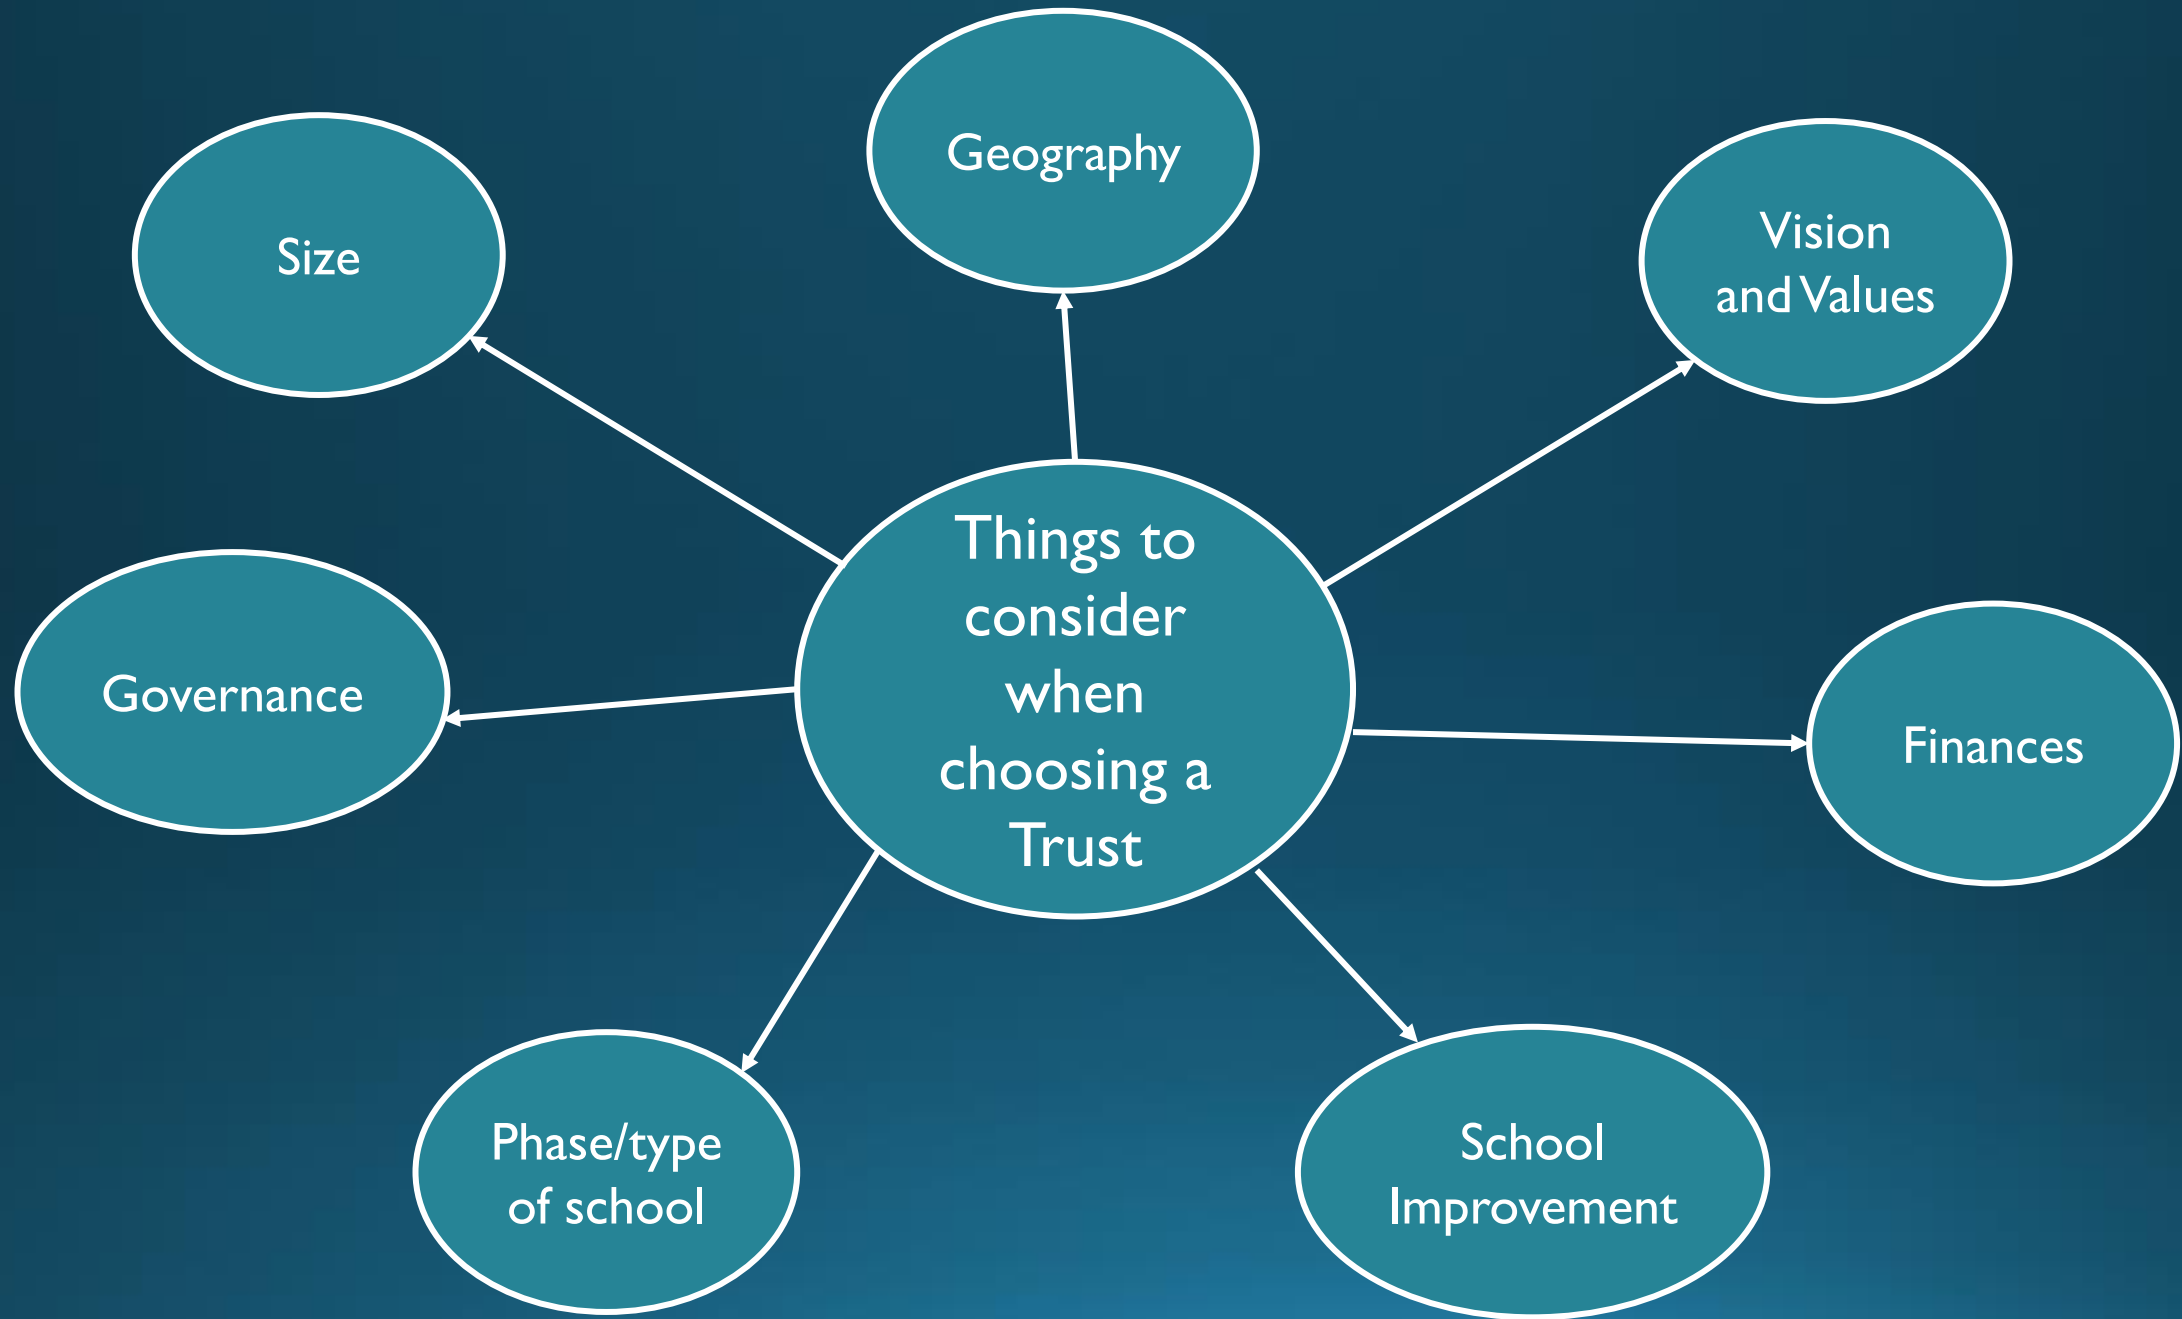 Geography
Size
Vision
and Values
Things to
consider
when
choosing a
Trust
Governance
Finances
Phase/type
of school
School
Improvement